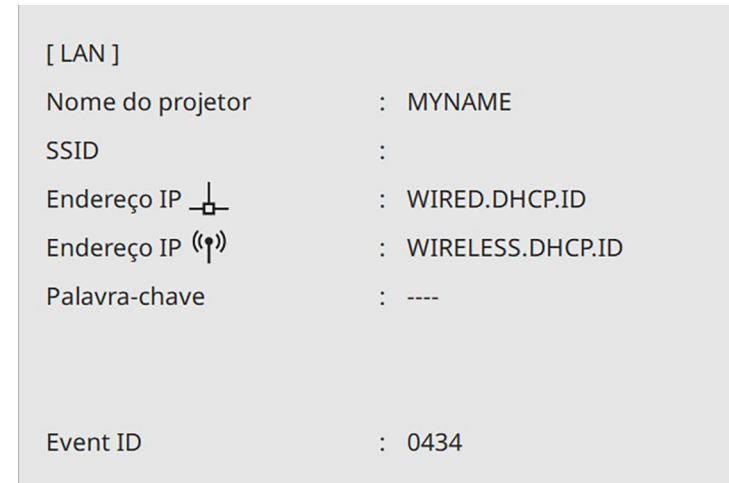 [ LAN ]
Nome do projetor : MYNAME
SSID :
Endereço IP : WIRED.DHCP.ID
Endereço IP : WIRELESS.DHCP.ID
Palavra-chave : ----
Event ID : 0434